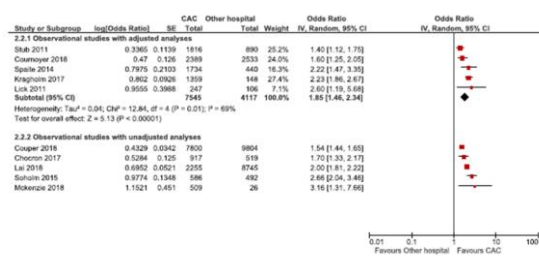 CAC Other hospital Odds Ratio Odds Ratio
Study or Subgroup log[Odds Ratio] SE Total Total Weight IV, Random, 95% CI IV, Random, 95% CI
2.2.1 Observational studies with adjusted analyses
Stub 2011 0.3365 0.1139 1816 890 25.2% 1.40 [1.12, 1.75]
Cournoyer 2018 0.47 0.126 2389 2533 24.0% 1.60 [1.25, 2.05]
Spaite 2014 0.7975 0.2103 1734 440 16.0% 2.22 [1.47, 3.35]
Kragholm 2017 0.802 0.0926 1359 148 2.23 [1.86, 2.67]
Lick 2011 0.9555 0.3988 247 106 2.60 [1.19, 5.68]
Subtotal (95% CI) 7545 4117 100.0% 1.85 [1.46, 2.34]
Heterogeneity: Tau² = 0.04; Chi² = 12.84, df = 4 (P = 0.01); I² = 69%
Test for overall effect: Z = 5.13 (P < 0.00001)
2.2.2 Observational studies with unadjusted analyses
Couper 2018 0.4329 0.0342 7800 9804 1.54 [1.44, 1.65]
Chocron 2017 0.5284 0.125 917 519 1.70 [1.33, 2.17]
Lai 2018 0.6952 0.0521 2255 8745 2.00 [1.81, 2.22]
Soholm 2015 0.9774 0.1348 586 492 2.66 [2.04, 3.46]
Mckenzie 2018 1.1521 0.451 509 26 3.16 [1.31, 7.66]
0.01 0.1 1 10 100
Favours Other hospital Favours CAC